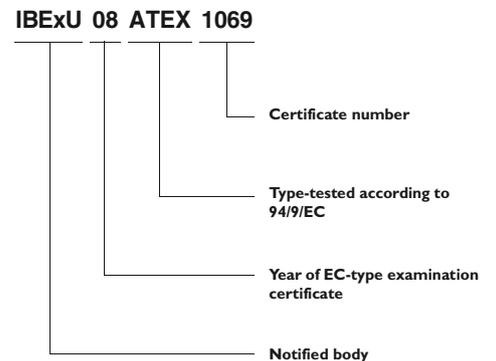 IBExU 08 ATEX 1069
Certificate number
Type-tested according to
94/9/EC
Year of EC-type examination
certificate
Notified body